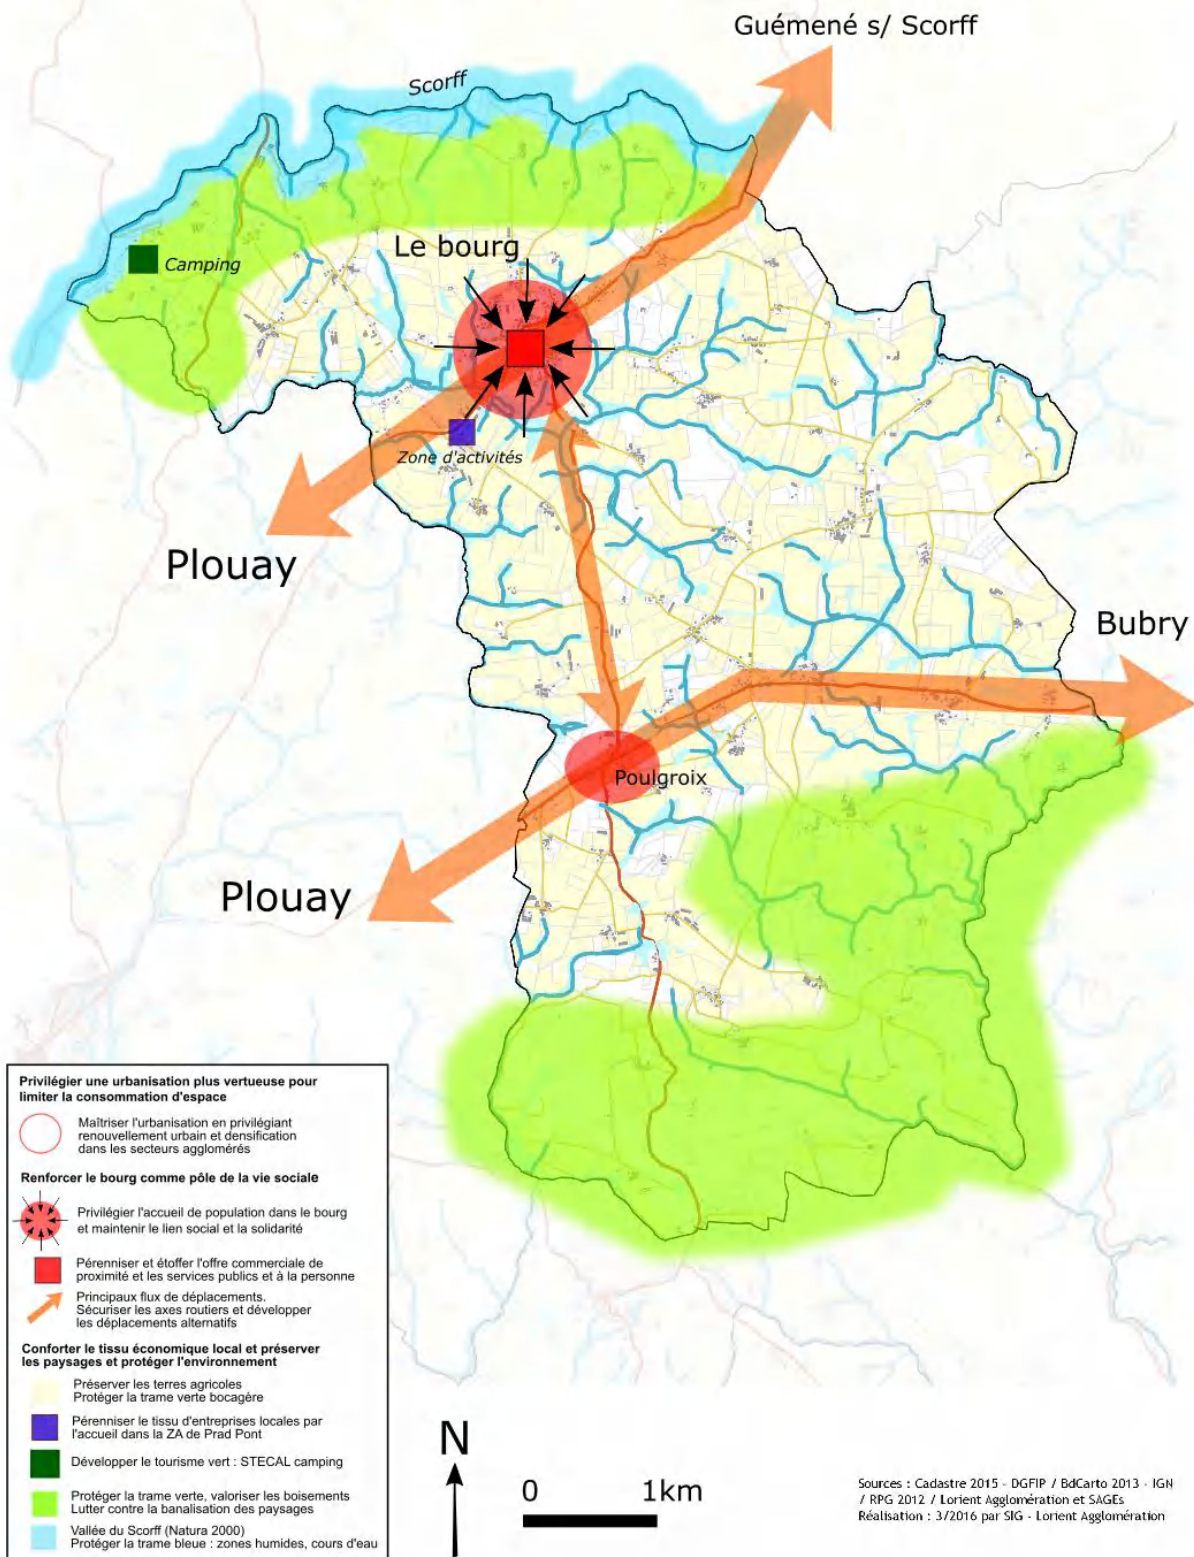 Guémené s/ Scorff
Scorff
Le bourg
Camping
Zone d'activités
Plouay
Bubry
Poulgroix
Plouay
Privilégier une urbanisation plus vertueuse pour
limiter la consommation d'espace
Maîtriser l'urbanisation en privilégiant
renouvellement urbain et densification
dans les secteurs agglomérés
Renforcer le bourg comme pôle de la vie sociale
Privilégier l'accueil de population dans le bourg
et maintenir le lien social et la solidarité
Pérenniser et étoffer l'offre commerciale de
proximité et les services publics et à la personne
Principaux flux de déplacements.
Sécuriser les axes routiers et développer
les déplacements alternatifs
Conforter le tissu économique local et préserver
les paysages et protéger l'environnement
Préserver les terres agricoles
Protéger la trame verte bocagère
Pérenniser le tissu d'entreprises locales par
l'accueil dans la ZA de Prad Pont
Développer le tourisme vert : STECAL camping
Protéger la trame verte, valoriser les boisements
Lutter contre la banalisation des paysages
Vallée du Scorff (Natura 2000)
Protéger la trame bleue : zones humides, cours d'eau
N
0 1km
Sources : Cadastre 2015 - DGFIP / BdCarto 2013 - IGN
/ RPG 2012 / Lorient Agglomération et SAGEs
Réalisation : 3/2016 par SIG - Lorient Agglomération